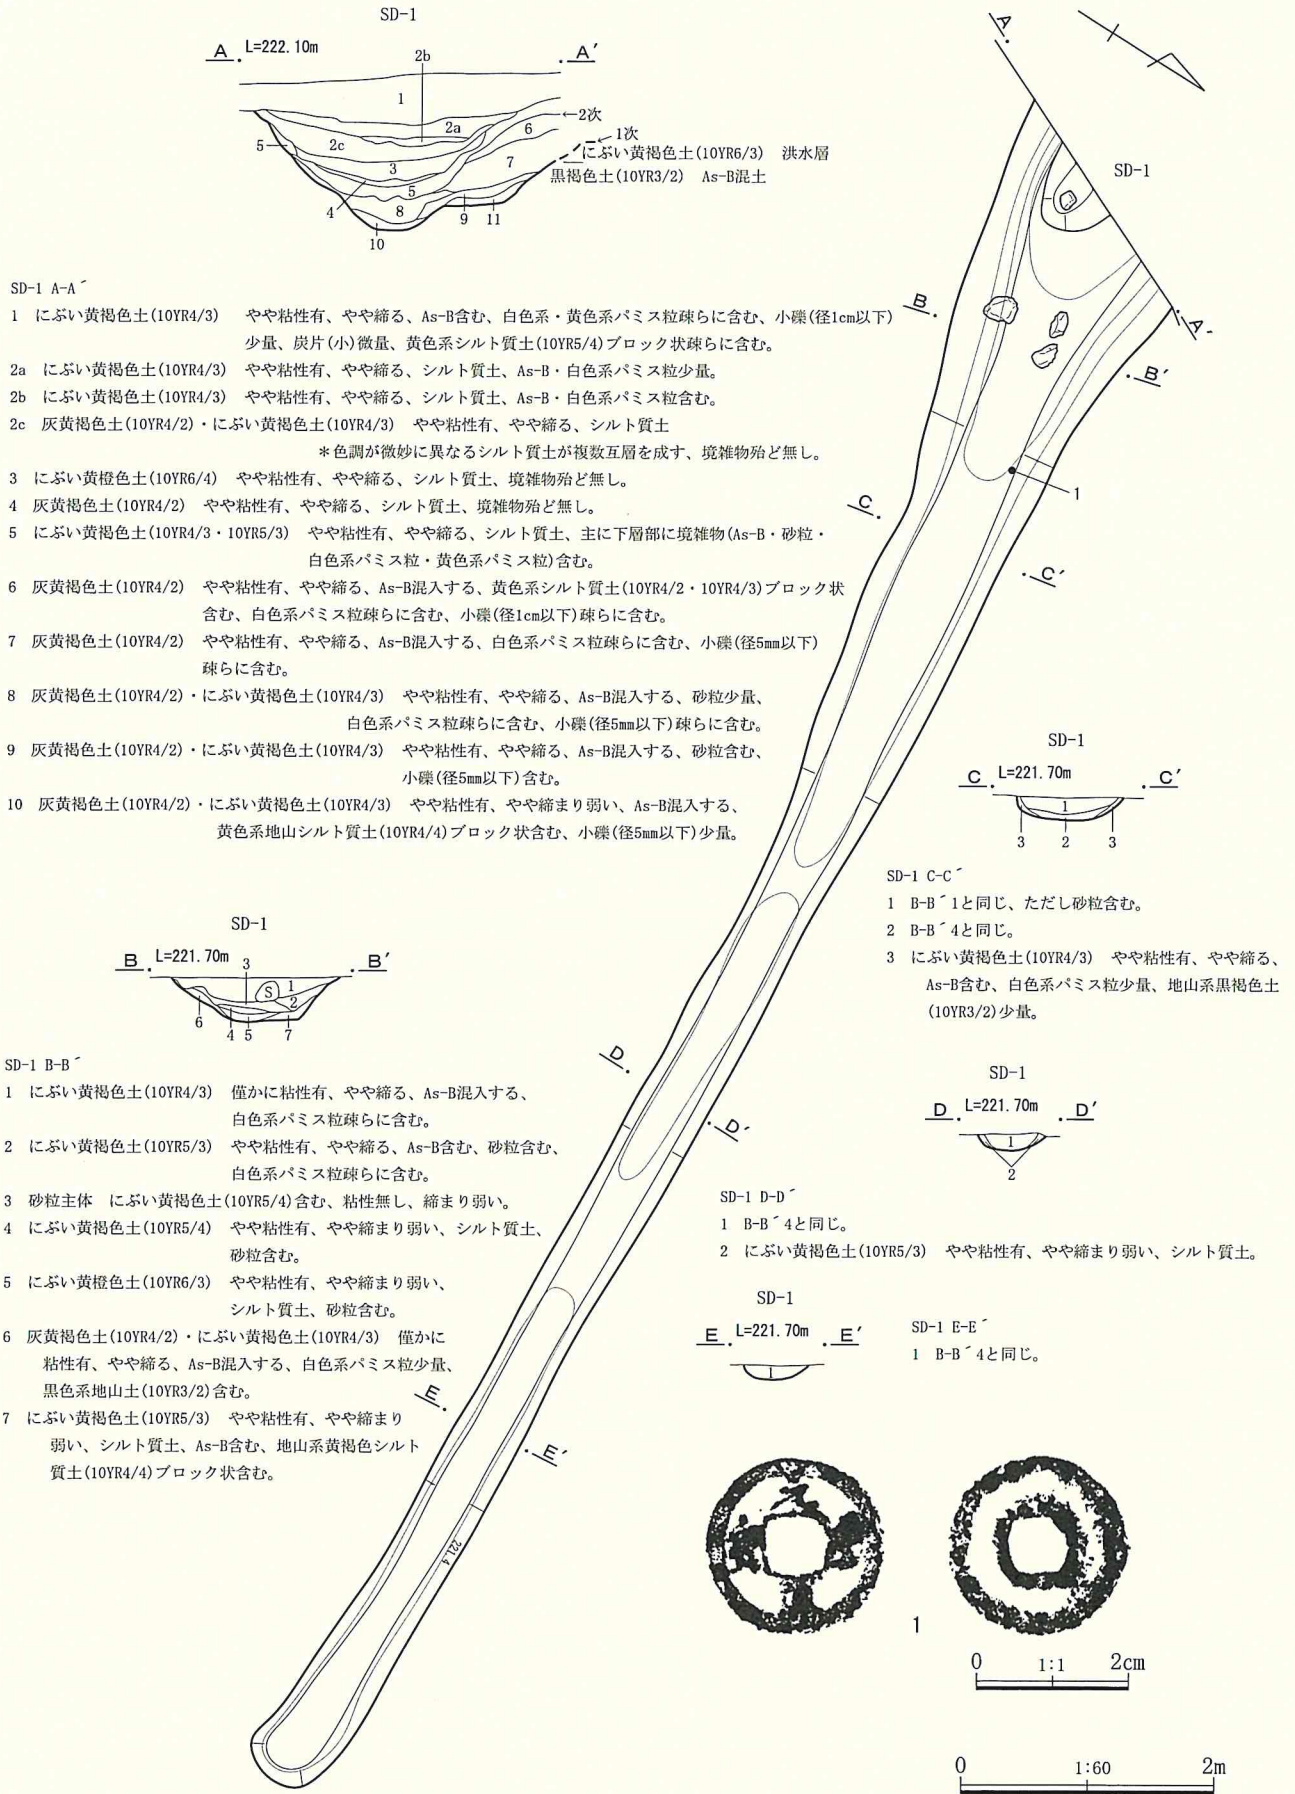 SD-1
A L=222.10m A′
2b
1
←2次
2a
6
5
2c
←1次
にぶい黄褐色土(10YR6/3) 洪水層
3
7
黒褐色土(10YR3/2) As-B混土
5
4
8
9 11
10
A
SD-1
A′
SD-1 A-A´
1 にぶい黄褐色土(10YR4/3) やや粘性有、やや締る、As-B含む、白色系・黄色系パミス粒疎らに含む、小礫(径1cm以下)
少量、炭片(小)微量、黄色系シルト質土(10YR5/4)ブロック状疎らに含む。
2a にぶい黄褐色土(10YR4/3) やや粘性有、やや締る、シルト質土、As-B・白色系パミス粒少量。
2b にぶい黄褐色土(10YR4/3) やや粘性有、やや締る、シルト質土、As-B・白色系パミス粒含む。
2c 灰黄褐色土(10YR4/2)・にぶい黄褐色土(10YR4/3) やや粘性有、やや締る、シルト質土
＊色調が微妙に異なるシルト質土が複数互層を成す、境雑物殆ど無し。
3 にぶい黄橙色土(10YR6/4) やや粘性有、やや締る、シルト質土、境雑物殆ど無し。
4 灰黄褐色土(10YR4/2) やや粘性有、やや締る、シルト質土、境雑物殆ど無し。
5 にぶい黄褐色土(10YR4/3・10YR5/3) やや粘性有、やや締る、シルト質土、主に下層部に境雑物(As-B・砂粒・
白色系パミス粒・黄色系パミス粒)含む。
6 灰黄褐色土(10YR4/2) やや粘性有、やや締る、As-B混入する、黄色系シルト質土(10YR4/2・10YR4/3)ブロック状
含む、白色系パミス粒疎らに含む、小礫(径1cm以下)疎らに含む。
7 灰黄褐色土(10YR4/2) やや粘性有、やや締る、As-B混入する、白色系パミス粒疎らに含む、小礫(径5mm以下)
疎らに含む。
8 灰黄褐色土(10YR4/2)・にぶい黄褐色土(10YR4/3) やや粘性有、やや締る、As-B混入する、砂粒少量、
白色系パミス粒疎らに含む、小礫(径5mm以下)疎らに含む。
9 灰黄褐色土(10YR4/2)・にぶい黄褐色土(10YR4/3) やや粘性有、やや締る、As-B混入する、砂粒含む、
小礫(径5mm以下)含む。
10 灰黄褐色土(10YR4/2)・にぶい黄褐色土(10YR4/3) やや粘性有、やや締まり弱い、As-B混入する、
黄色系地山シルト質土(10YR4/4)ブロック状含む、小礫(径5mm以下)少量。
B
B′
1
C
C′
D
D′
E
E′
221.4
SD-1
B L=221.70m B′
3
S 1
2
6
4 5 7
SD-1 B-B´
1 にぶい黄褐色土(10YR4/3) 僅かに粘性有、やや締る、As-B混入する、
白色系パミス粒疎らに含む。
2 にぶい黄褐色土(10YR5/3) やや粘性有、やや締る、As-B含む、砂粒含む、
白色系パミス粒疎らに含む。
3 砂粒主体 にぶい黄褐色土(10YR5/4)含む、粘性無し、締まり弱い。
4 にぶい黄褐色土(10YR5/4) やや粘性有、やや締まり弱い、シルト質土、
砂粒含む。
5 にぶい黄橙色土(10YR6/3) やや粘性有、やや締まり弱い、
シルト質土、砂粒含む。
6 灰黄褐色土(10YR4/2)・にぶい黄褐色土(10YR4/3) 僅かに
粘性有、やや締る、As-B混入する、白色系パミス粒少量、
黒色系地山土(10YR3/2)含む。
7 にぶい黄褐色土(10YR5/3) やや粘性有、やや締まり
弱い、シルト質土、As-B含む、地山系黄褐色シルト
質土(10YR4/4)ブロック状含む。
SD-1
C L=221.70m C′
1
3 2 3
SD-1 C-C´
1 B-B´1と同じ、ただし砂粒含む。
2 B-B´4と同じ。
3 にぶい黄褐色土(10YR4/3) やや粘性有、やや締る、
As-B含む、白色系パミス粒少量、地山系黒褐色土
(10YR3/2)少量。
SD-1
D L=221.70m D′
1
2
SD-1 D-D´
1 B-B´4と同じ。
2 にぶい黄褐色土(10YR5/3) やや粘性有、やや締まり弱い、シルト質土。
SD-1
E L=221.70m E′
1
SD-1 E-E´
1 B-B´4と同じ。
1
0 1:1 2cm
0 1:60 2m